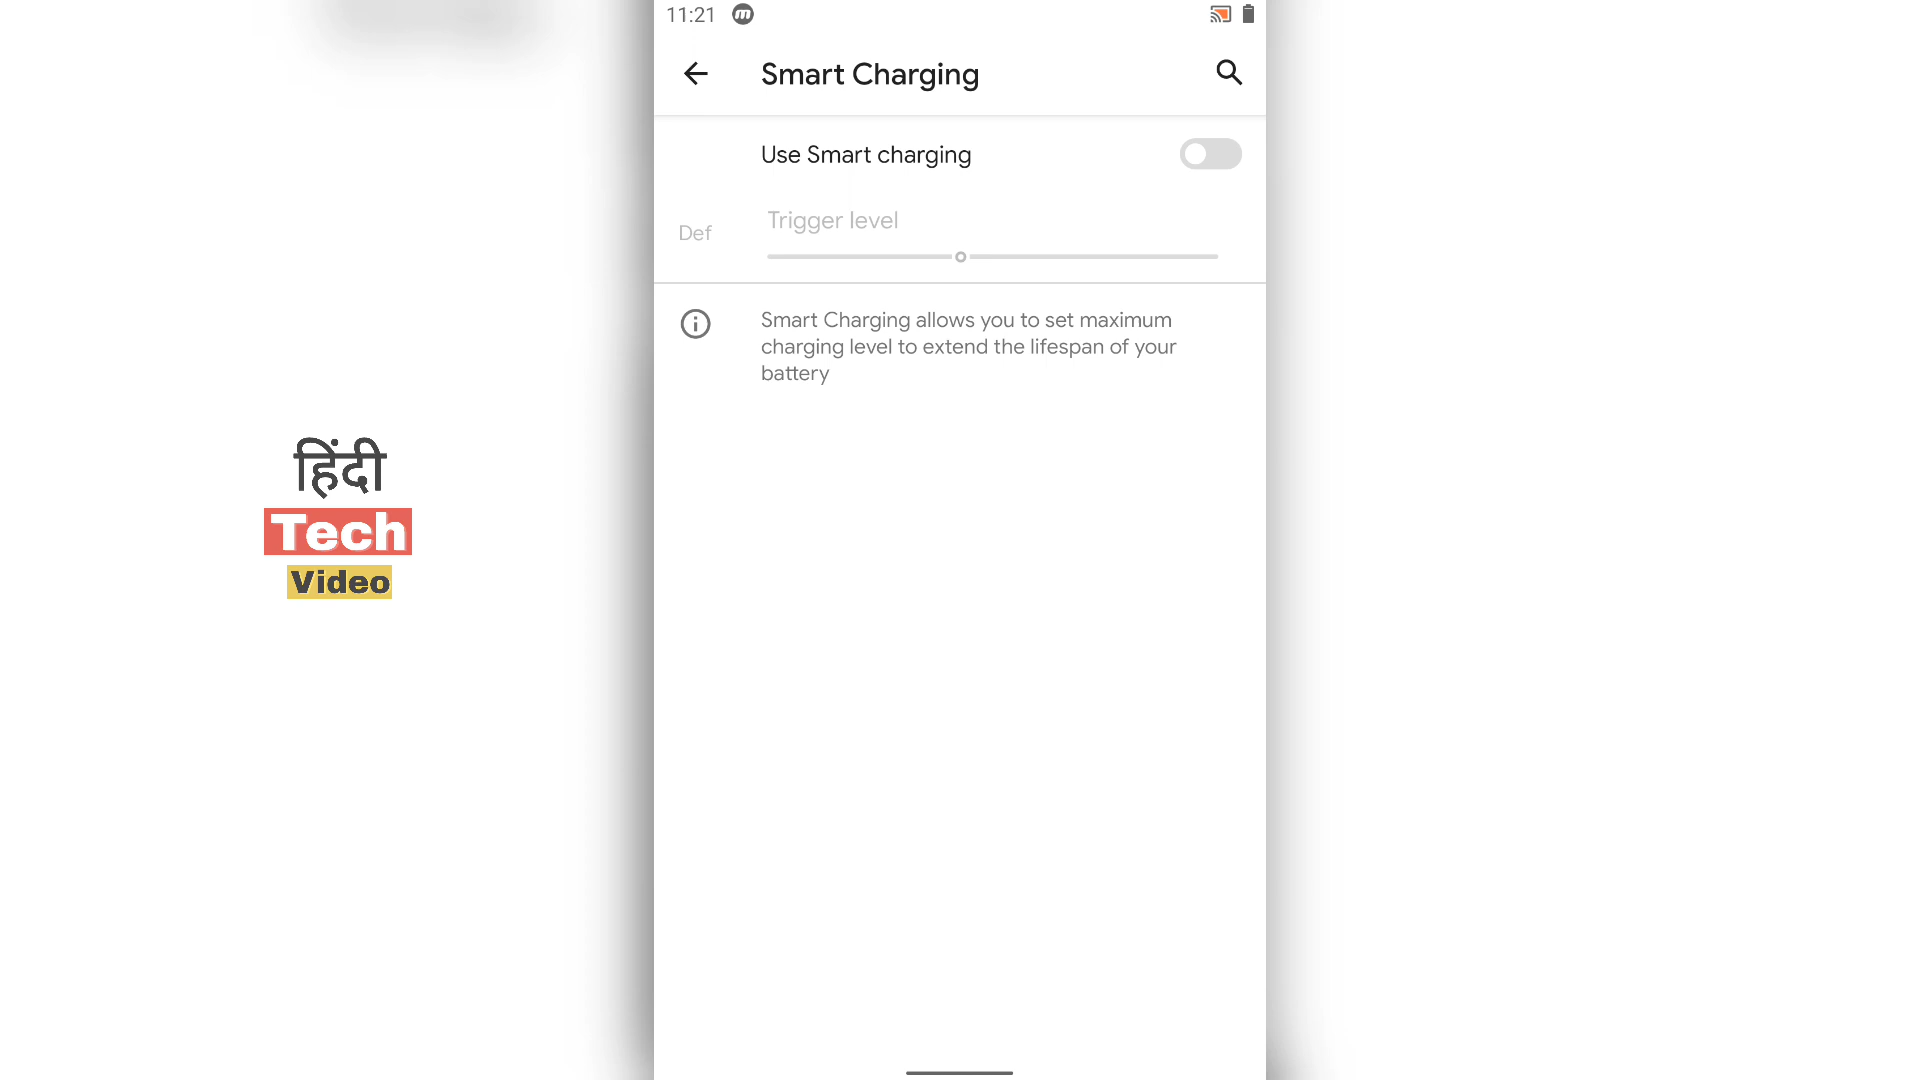 11:21
Smart Charging
Use Smart charging
Trigger level
Def
Smart Charging allows you to set maximum
charging level to extend the lifespan of your
battery
हिंदी
Tech
Video